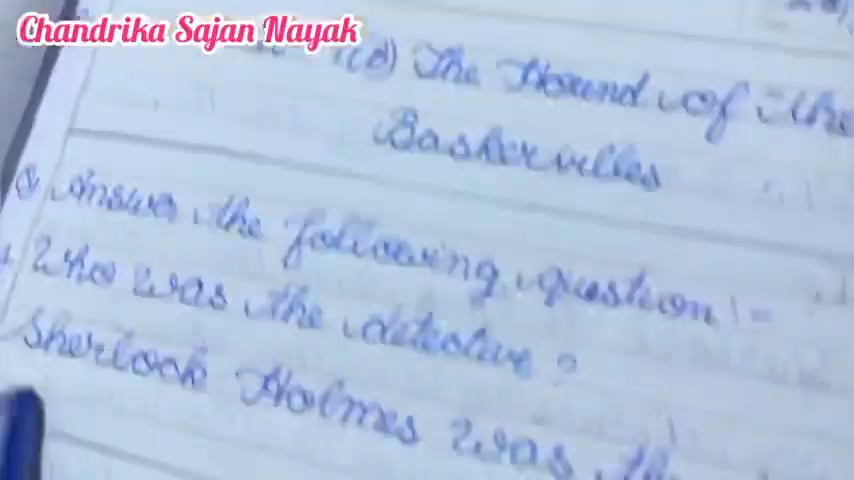 Chandrika Sajan Nayak
(d) The Hound of the
Baskervilles
Q. Answer the following question :-
Who was the detective ?
Sherlock Holmes was